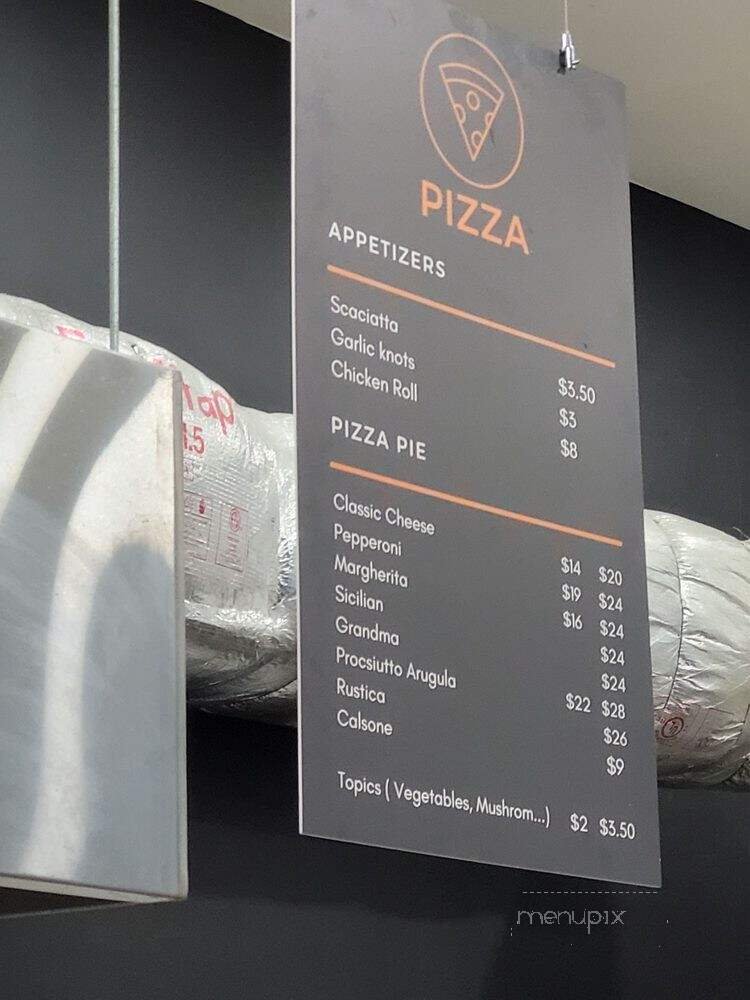 PIZZA
APPETIZERS
Scaciatta $3.50
Garlic knots $3
Chicken Roll $8
PIZZA PIE
Classic Cheese $14 $20
Pepperoni $19 $24
Margherita $16 $24
Sicilian $24
Grandma $24
Procsiutto Arugula $22 $28
Rustica $26
Calsone $9
Topics ( Vegetables, Mushrom...) $2 $3.50
menupix